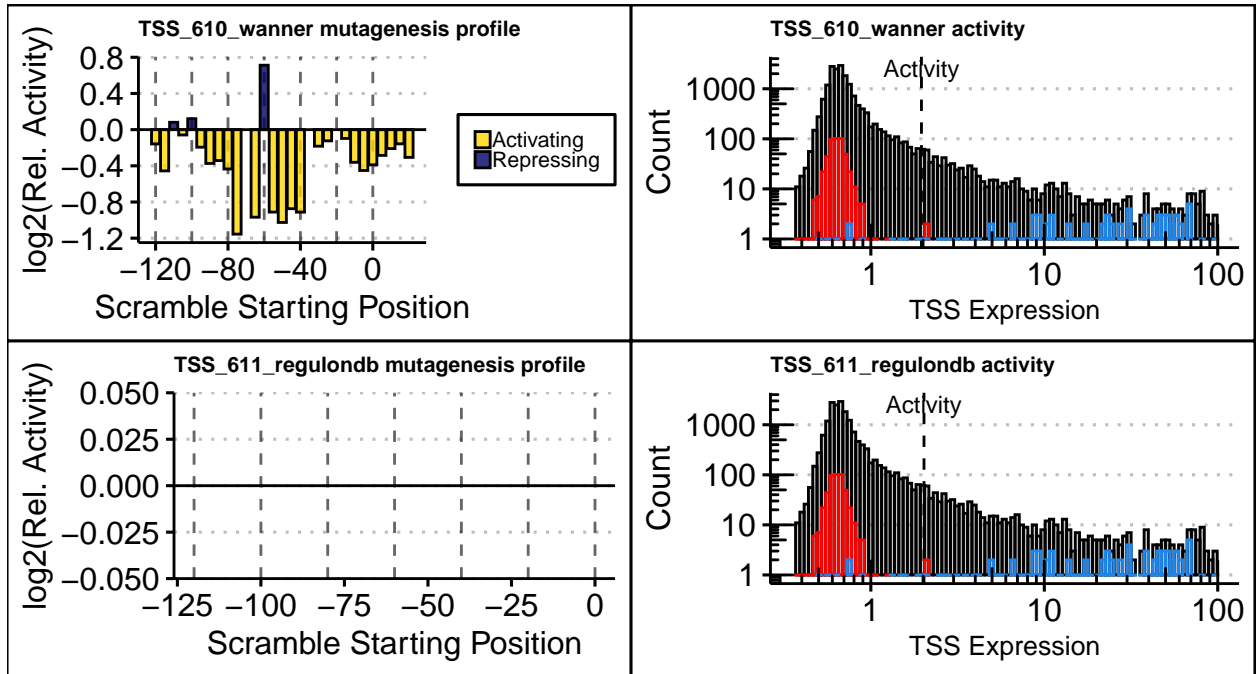 TSS_610_wanner mutagenesis profile
log2(Rel. Activity)
0.8
0.4
0.0
−0.4
−0.8
−1.2
−120 −80 −40 0
Scramble Starting Position
Activating
Repressing
TSS_610_wanner activity
Activity
Count
1000
100
10
1
1 10 100
TSS Expression
TSS_611_regulondb mutagenesis profile
log2(Rel. Activity)
0.050
0.025
0.000
−0.025
−0.050
−125 −100 −75 −50 −25 0
Scramble Starting Position
TSS_611_regulondb activity
Activity
Count
1000
100
10
1
1 10 100
TSS Expression